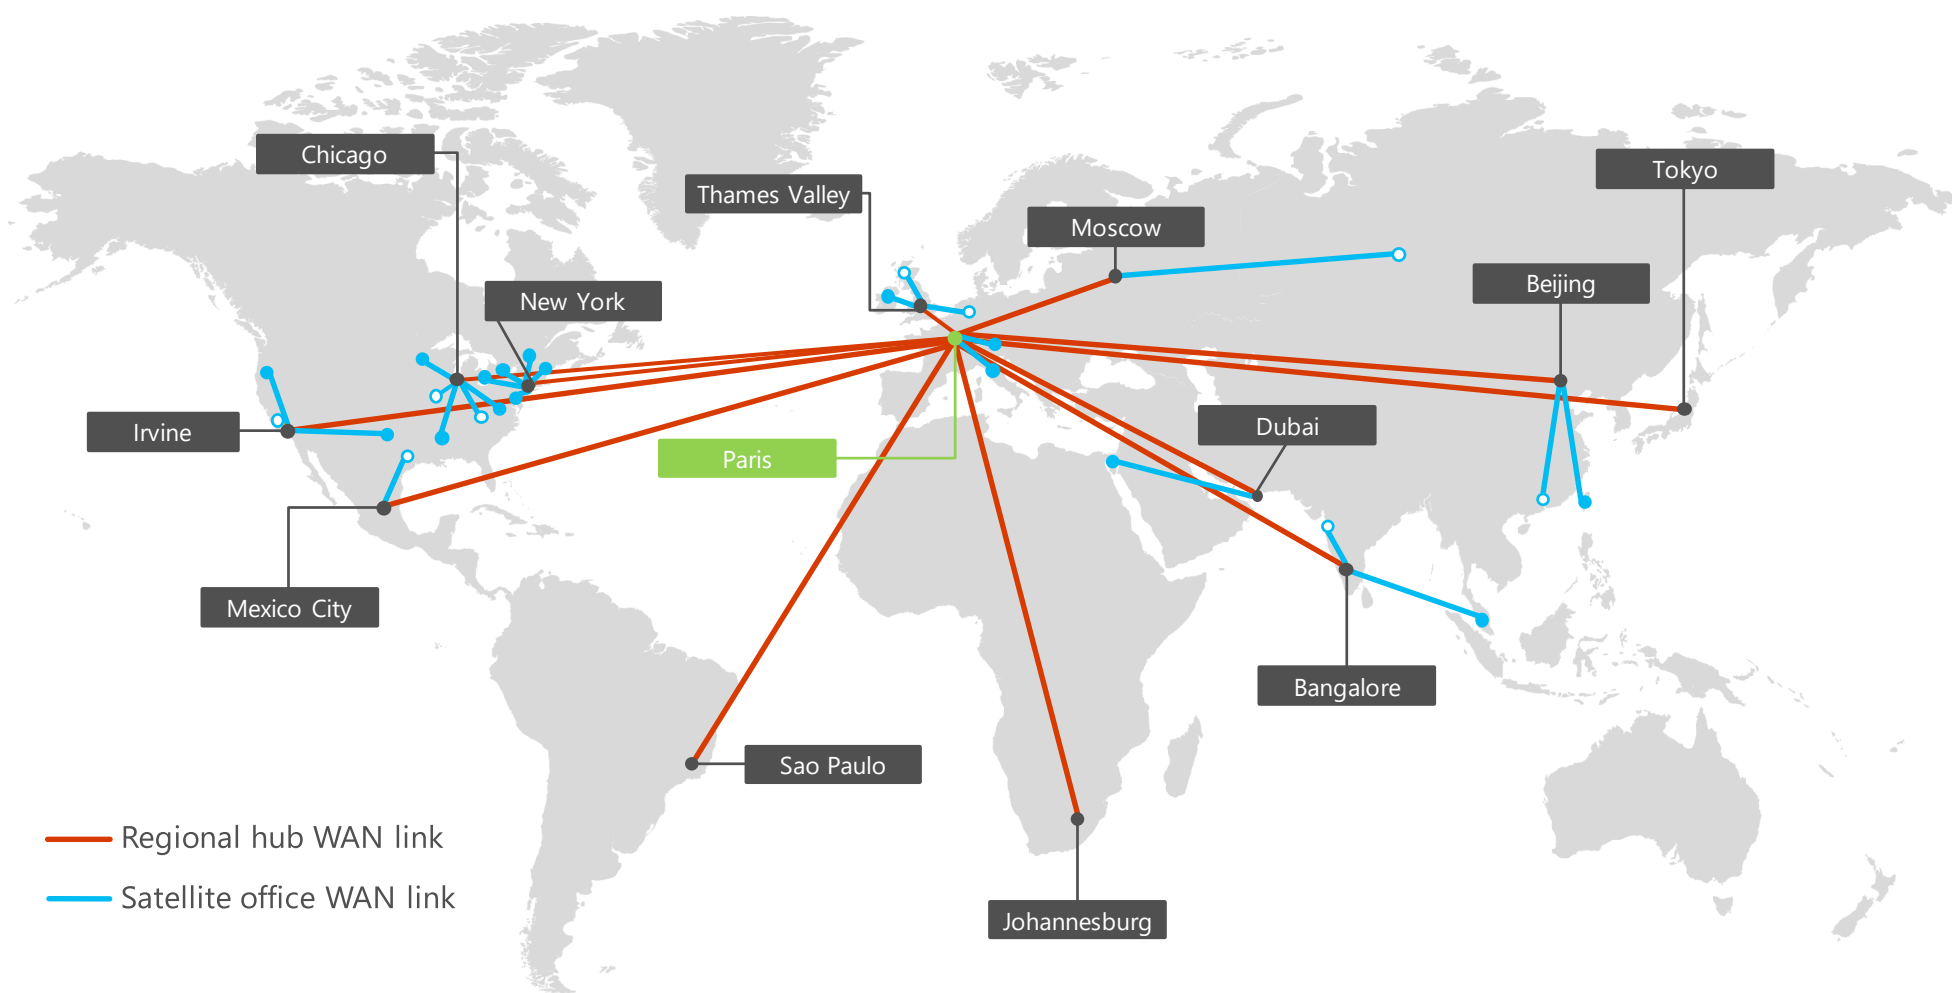 Chicago
Tokyo
Thames Valley
Moscow
Beijing
New York
Irvine
Dubai
Paris
Mexico City
Bangalore
Sao Paulo
Regional hub WAN link
Satellite office WAN link
Johannesburg